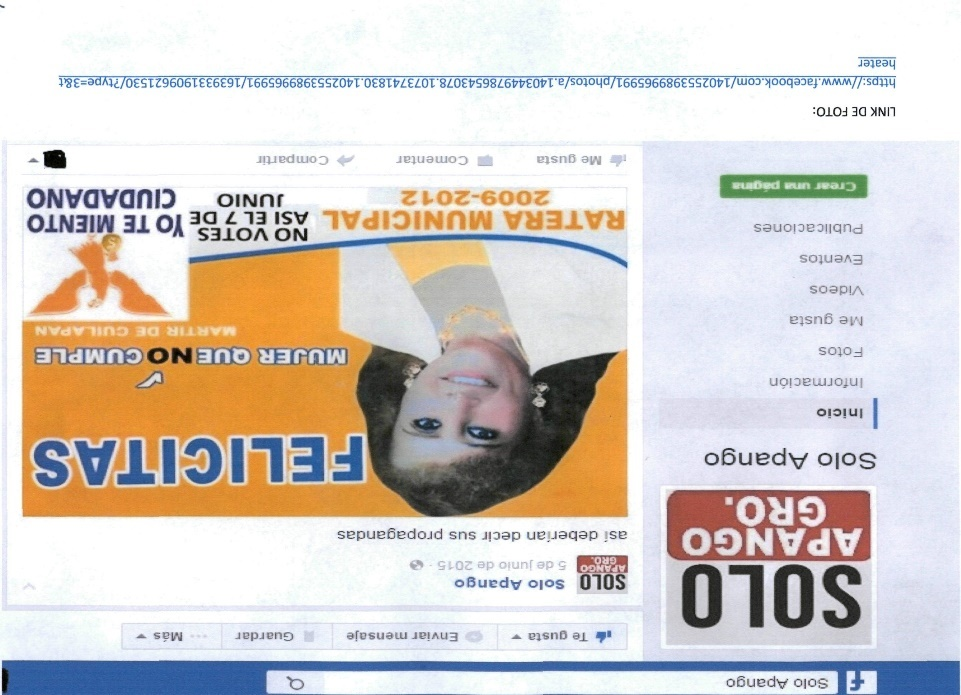 Solo Apango
SOLO
APANGO
GRO.
Solo Apango
Inicio
Información
Fotos
Me gusta
Videos
Eventos
Publicaciones
Crear una página
Te gusta
Enviar mensaje
Guardar
Más
SOLO
APANGO
GRO.
Solo Apango
5 de junio de 2015
asi deberian decir sus propagandas
FELICITAS
MUJER QUE NO CUMPLE
MARTIR DE CUILAPAN
RATERA MUNICIPAL
2009-2012
NO VOTES
ASI EL 7 DE
JUNIO
YO TE MIENTO
CIUDADANO
Me gusta
Comentar
Compartir
LINK DE FOTO:
https://www.facebook.com/1402553989965991/photos/a.1403449786543078.1073741830.1402553989965991/1639331909621530/?type=3&t
heater